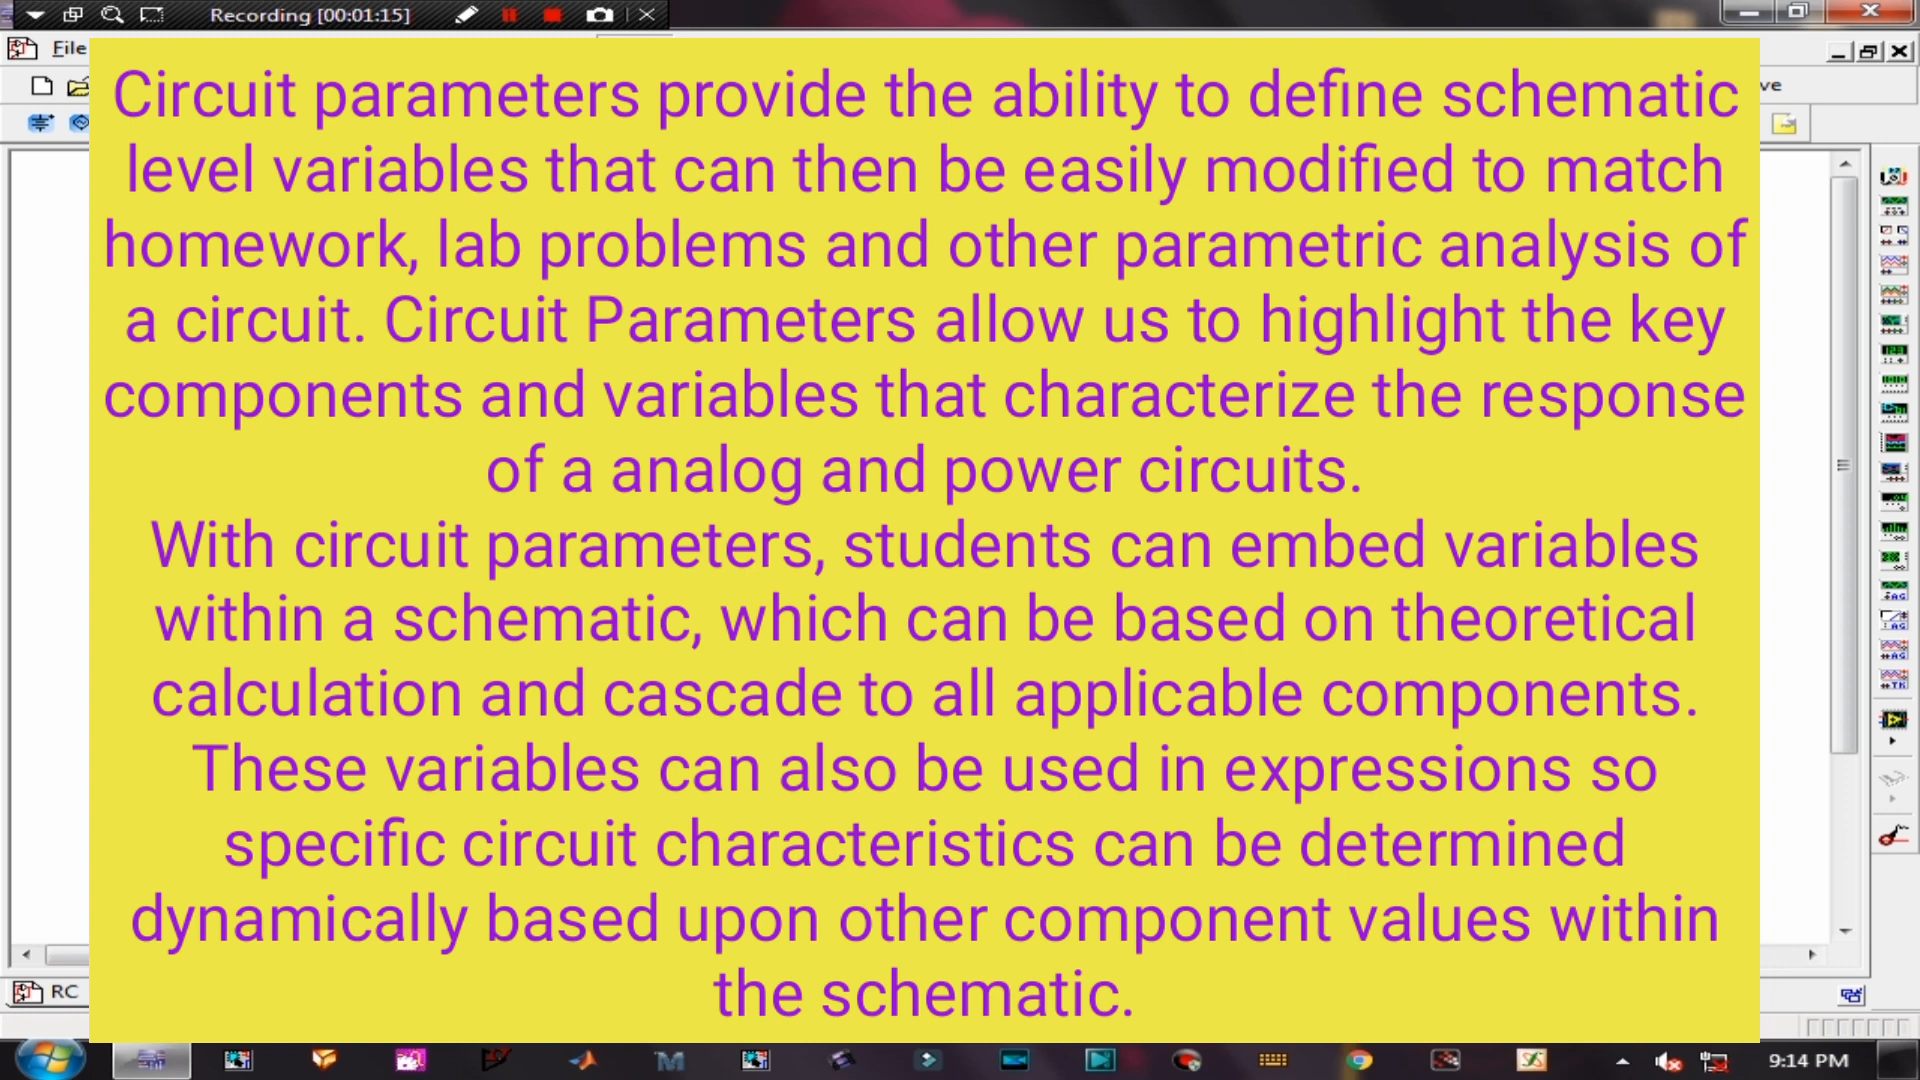 Recording [00:01:15]
File
Circuit parameters provide the ability to define schematic
level variables that can then be easily modified to match
homework, lab problems and other parametric analysis of
a circuit. Circuit Parameters allow us to highlight the key
components and variables that characterize the response
of a analog and power circuits.
With circuit parameters, students can embed variables
within a schematic, which can be based on theoretical
calculation and cascade to all applicable components.
These variables can also be used in expressions so
specific circuit characteristics can be determined
dynamically based upon other component values within
the schematic.
ve
RC
9:14 PM